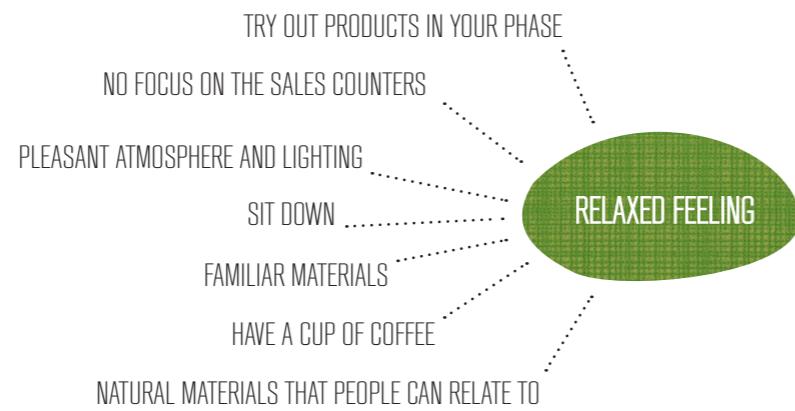 TRY OUT PRODUCTS IN YOUR PHASE
NO FOCUS ON THE SALES COUNTERS
PLEASANT ATMOSPHERE AND LIGHTING
SIT DOWN
RELAXED FEELING
FAMILIAR MATERIALS
HAVE A CUP OF COFFEE
NATURAL MATERIALS THAT PEOPLE CAN RELATE TO